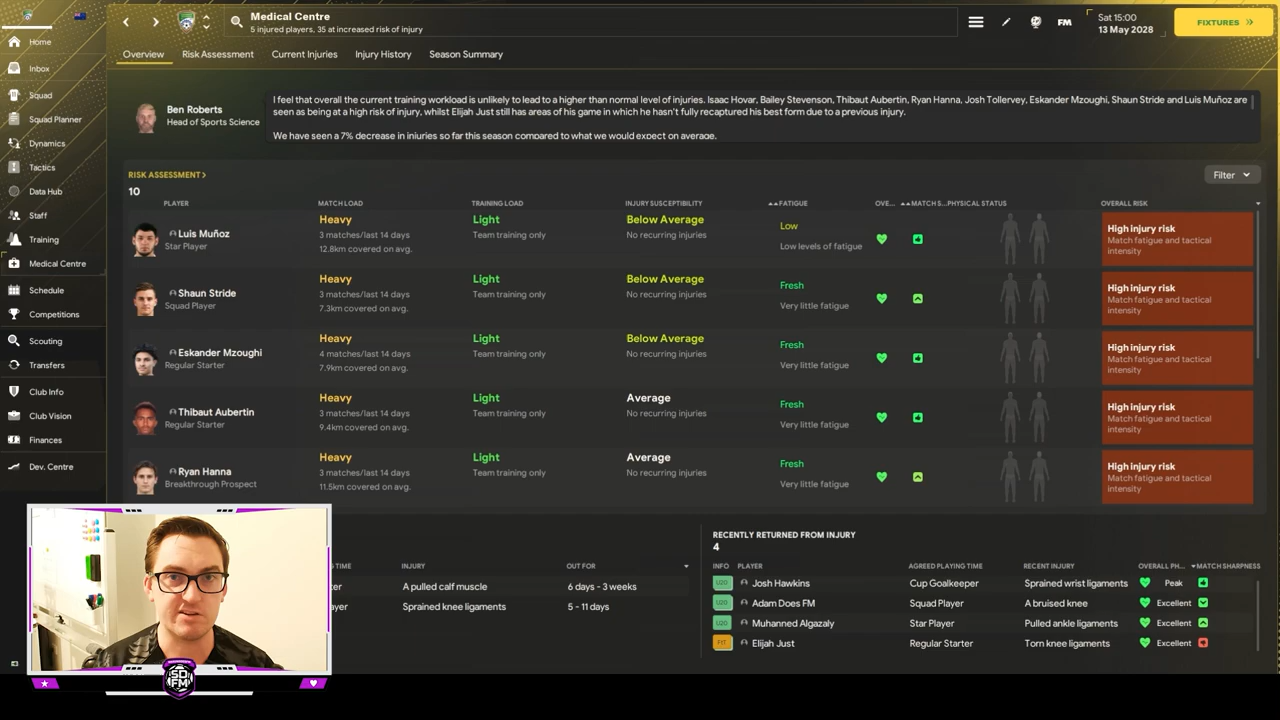 Medical Centre
5 injured players, 35 at increased risk of injury
FM
Sat 15:00
13 May 2028
FIXTURES
Home
Inbox
Squad
Squad Planner
Dynamics
Tactics
Data Hub
Staff
Training
Medical Centre
Schedule
Competitions
Scouting
Transfers
Club Info
Club Vision
Finances
Dev. Centre
Overview
Risk Assessment
Current Injuries
Injury History
Season Summary
Ben Roberts
Head of Sports Science
I feel that overall the current training workload is unlikely to lead to a higher than normal level of injuries. Isaac Hovar, Bailey Stevenson, Thibaut Aubertin, Ryan Hanna, Josh Tollervey, Eskander Mzoughi, Shaun Stride and Luis Muñoz are
seen as being at a high risk of injury, whilst Elijah Just still has areas of his game in which he hasn't fully recaptured his best form due to a previous injury.
We have seen a 7% decrease in injuries so far this season compared to what we would expect on average.
RISK ASSESSMENT >
10
Filter
PLAYER MATCH LOAD TRAINING LOAD INJURY SUSCEPTIBILITY FATIGUE OVE... MATCH S... PHYSICAL STATUS OVERALL RISK
Luis Muñoz
Star Player
Heavy
3 matches/last 14 days
12.8km covered on avg.
Light
Team training only
Below Average
No recurring injuries
Low
Low levels of fatigue
High injury risk
Match fatigue and tactical
intensity
Shaun Stride
Squad Player
Heavy
3 matches/last 14 days
7.3km covered on avg.
Light
Team training only
Below Average
No recurring injuries
Fresh
Very little fatigue
High injury risk
Match fatigue and tactical
intensity
Eskander Mzoughi
Regular Starter
Heavy
4 matches/last 14 days
7.9km covered on avg.
Light
Team training only
Below Average
No recurring injuries
Fresh
Very little fatigue
High injury risk
Match fatigue and tactical
intensity
Thibaut Aubertin
Regular Starter
Heavy
3 matches/last 14 days
9.4km covered on avg.
Light
Team training only
Average
No recurring injuries
Fresh
Very little fatigue
High injury risk
Match fatigue and tactical
intensity
Ryan Hanna
Breakthrough Prospect
Heavy
3 matches/last 14 days
11.5km covered on avg.
Light
Team training only
Average
No recurring injuries
Fresh
Very little fatigue
High injury risk
Match fatigue and tactical
intensity
NG TIME INJURY OUT FOR
ter A pulled calf muscle 6 days - 3 weeks
ayer Sprained knee ligaments 5 - 11 days
RECENTLY RETURNED FROM INJURY
4
INFO PLAYER AGREED PLAYING TIME RECENT INJURY OVERALL PH... MATCH SHARPNESS
U20 Josh Hawkins Cup Goalkeeper Sprained wrist ligaments Peak
U20 Adam Does FM Squad Player A bruised knee Excellent
U20 Muhanned Algazaly Star Player Pulled ankle ligaments Excellent
FIT Elijah Just Regular Starter Torn knee ligaments Excellent
SD
FM